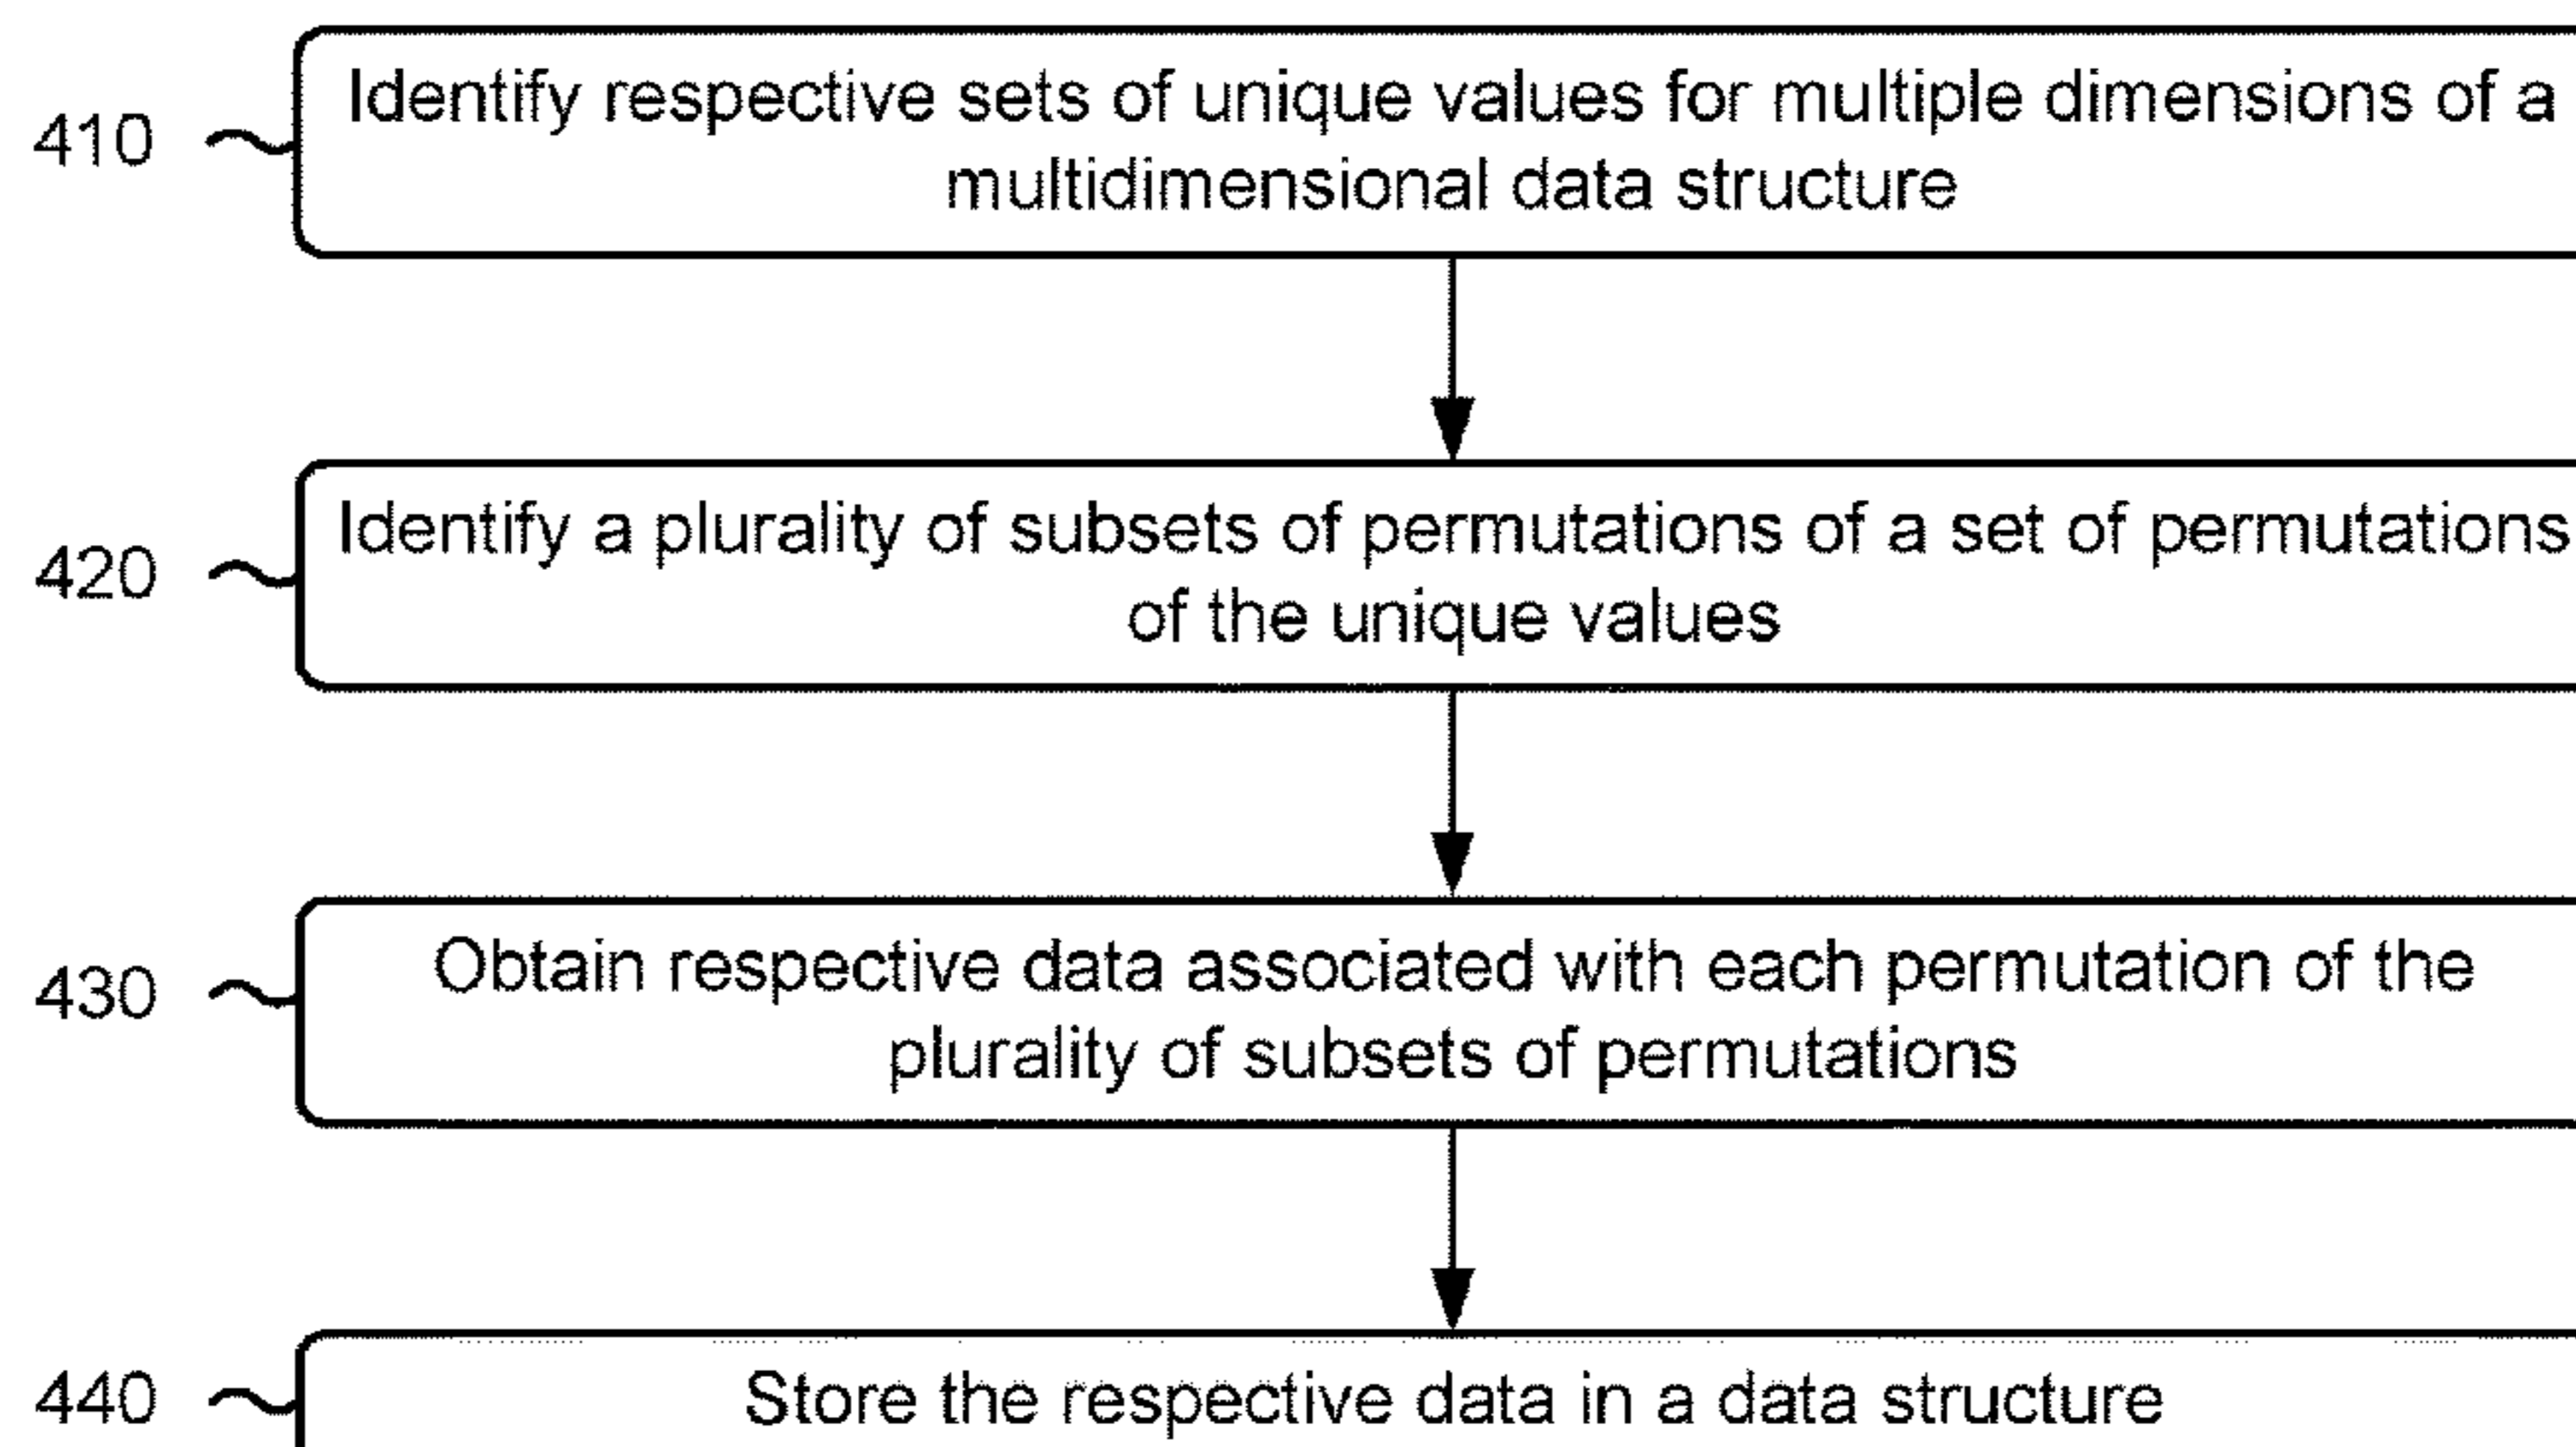 Identify respective sets of unique values for multiple dimensions of a
410
multidimensional data structure
Identify a plurality of subsets of permutations of a set of permutations
420
of the unique values
Obtain respective data associated with each permutation of the
430
plurality of subsets of permutations
440
Store the respective data in a data structure